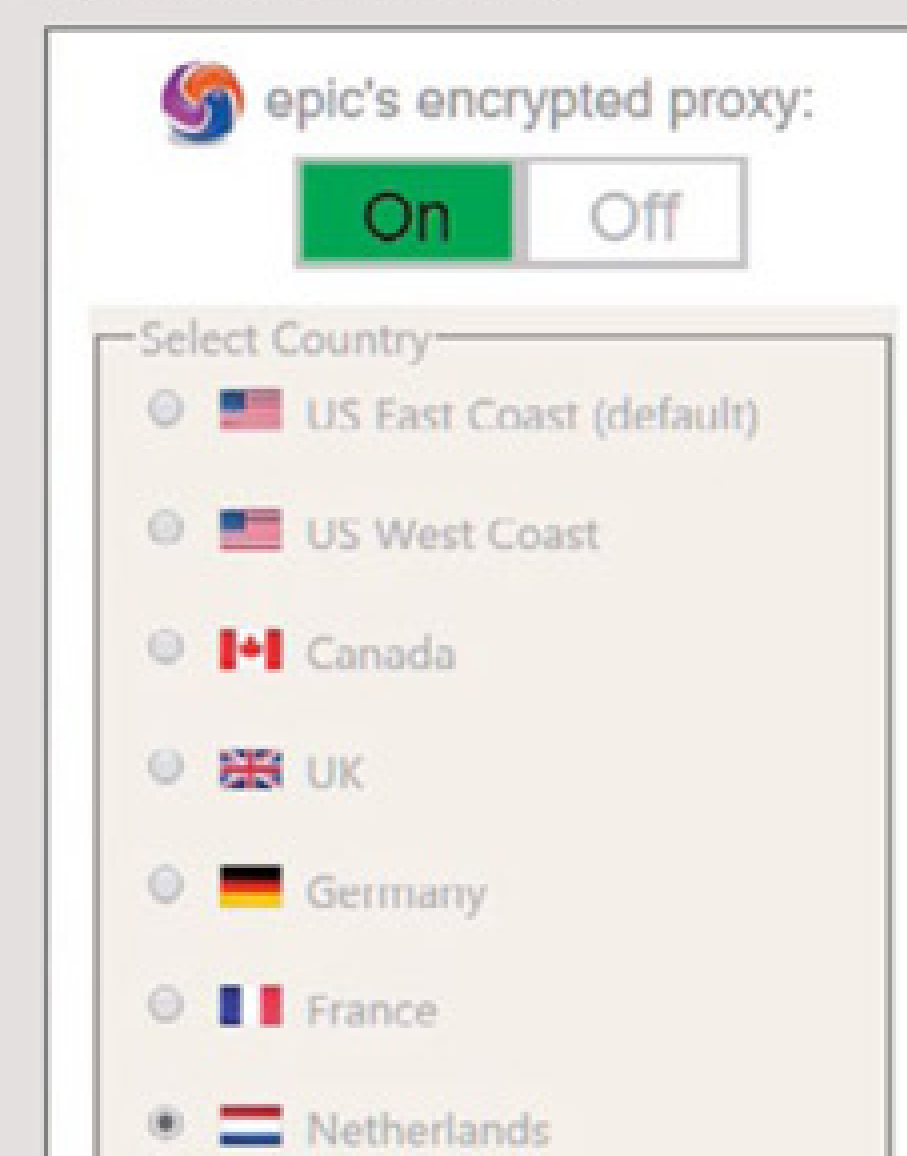 epic's encrypted proxy:
On Off
Select Country
US East Coast (default)
US West Coast
Canada
UK
Germany
France
Netherlands